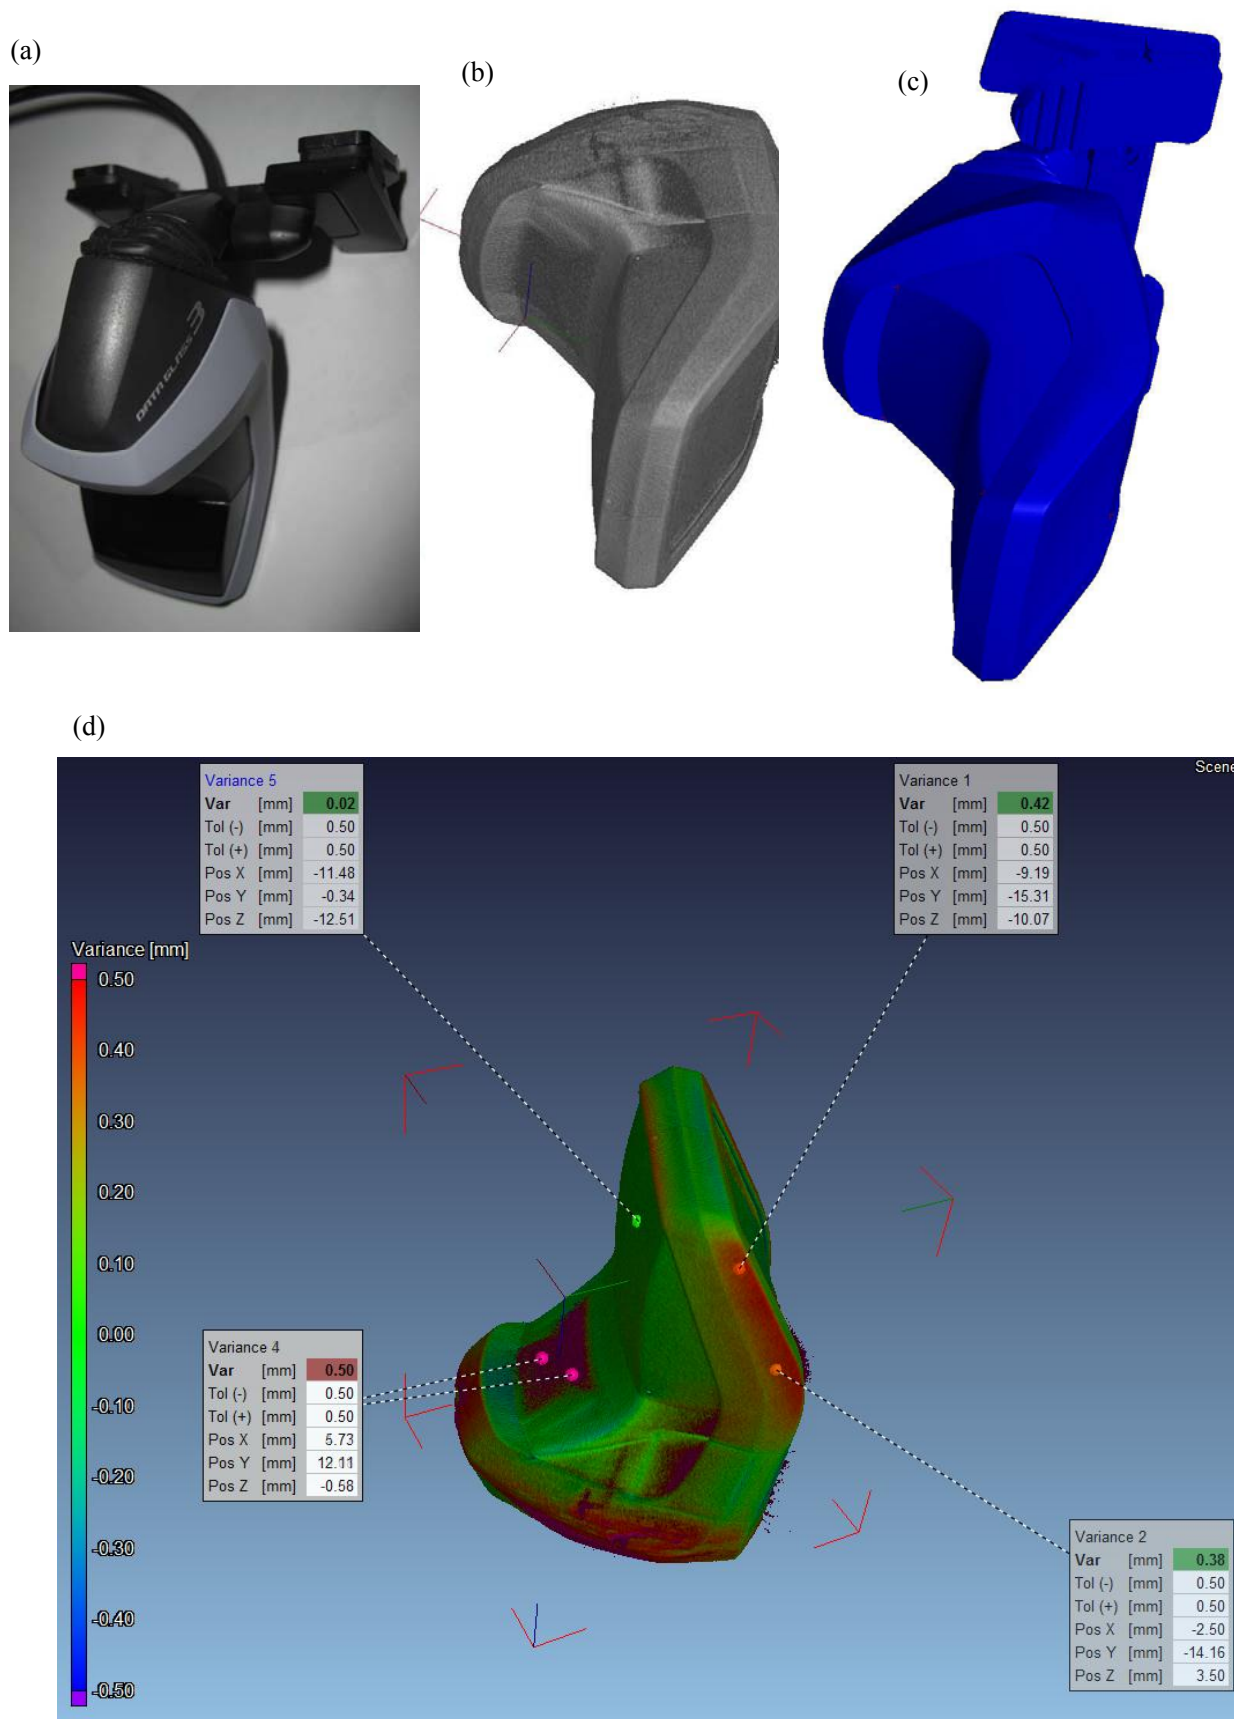 (a)
(b)
(c)
DATA GLASS 3
(d)
Scene
Variance 5
Var [mm] 0.02
Tol (-) [mm] 0.50
Tol (+) [mm] 0.50
Pos X [mm] -11.48
Pos Y [mm] -0.34
Pos Z [mm] -12.51
Variance 1
Var [mm] 0.42
Tol (-) [mm] 0.50
Tol (+) [mm] 0.50
Pos X [mm] -9.19
Pos Y [mm] -15.31
Pos Z [mm] -10.07
Variance [mm]
0.50
0.40
0.30
0.20
0.10
0.00
-0.10
-0.20
-0.30
-0.40
-0.50
Variance 4
Var [mm] 0.50
Tol (-) [mm] 0.50
Tol (+) [mm] 0.50
Pos X [mm] 5.73
Pos Y [mm] 12.11
Pos Z [mm] -0.58
Variance 2
Var [mm] 0.38
Tol (-) [mm] 0.50
Tol (+) [mm] 0.50
Pos X [mm] -2.50
Pos Y [mm] -14.16
Pos Z [mm] 3.50